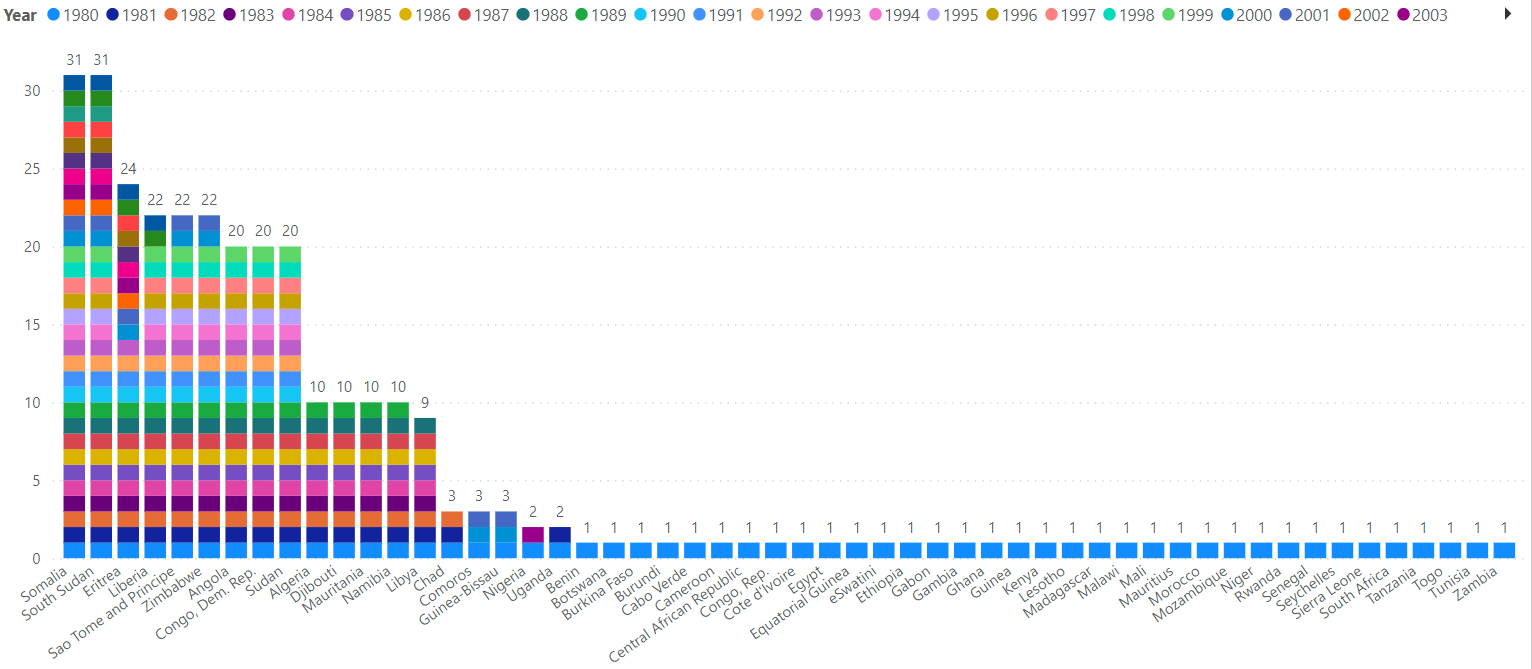 Year 1980 1981 1982 1983 1984 1985 1986 1987 1988 1989 1990 1991 1992 1993 1994 1995 1996 1997 1998 1999 2000 2001 2002 2003
31 31
30
25
24
22 22 22
20 20 20
20
15
10 10 10 10
10
9
5
3 3 3
2 2
1 1 1 1 1 1 1 1 1 1 1 1 1 1 1 1 1 1 1 1 1 1 1 1 1 1 1 1 1 1 1 1 1 1 1
0
Somalia
South Sudan
Eritrea
Liberia
Sao Tome and Principe
Zimbabwe
Angola
Congo, Dem. Rep.
Sudan
Algeria
Djibouti
Mauritania
Namibia
Libya
Chad
Comoros
Guinea-Bissau
Nigeria
Uganda
Benin
Botswana
Burkina Faso
Burundi
Cabo Verde
Cameroon
Central African Republic
Congo, Rep.
Cote d'Ivoire
Egypt
Equatorial Guinea
eSwatini
Ethiopia
Gabon
Gambia
Ghana
Guinea
Kenya
Lesotho
Madagascar
Malawi
Mali
Mauritius
Morocco
Mozambique
Niger
Rwanda
Senegal
Seychelles
Sierra Leone
South Africa
Tanzania
Togo
Tunisia
Zambia